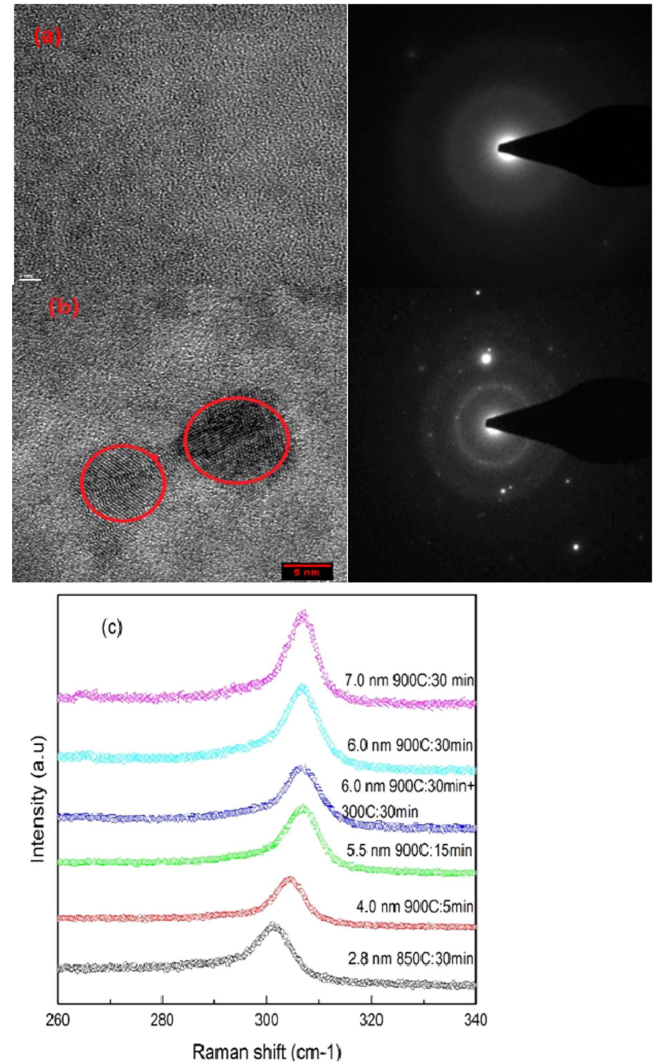 (a)
(b)
5 nm
(c)
7.0 nm 900C:30 min
6.0 nm 900C:30min
6.0 nm 900C:30min+
300C:30min
5.5 nm 900C:15min
4.0 nm 900C:5min
2.8 nm 850C:30min
Intensity (a.u)
260
280
300
320
340
Raman shift (cm-1)